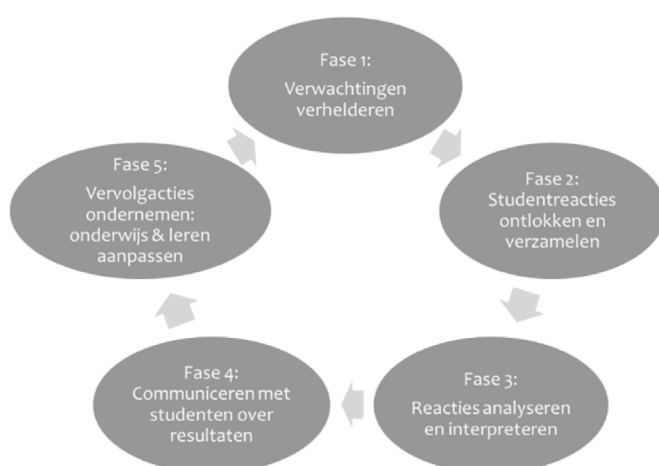 Fase 1:
Verwachtingen
verhelderen
Fase 2:
Studentreacties
ontlokken en
verzamelen
Fase 3:
Reacties analyseren
en interpreteren
Fase 4:
Communiceren met
studenten over
resultaten
Fase 5:
Vervolgacties
ondernemen:
onderwijs & leren
aanpassen